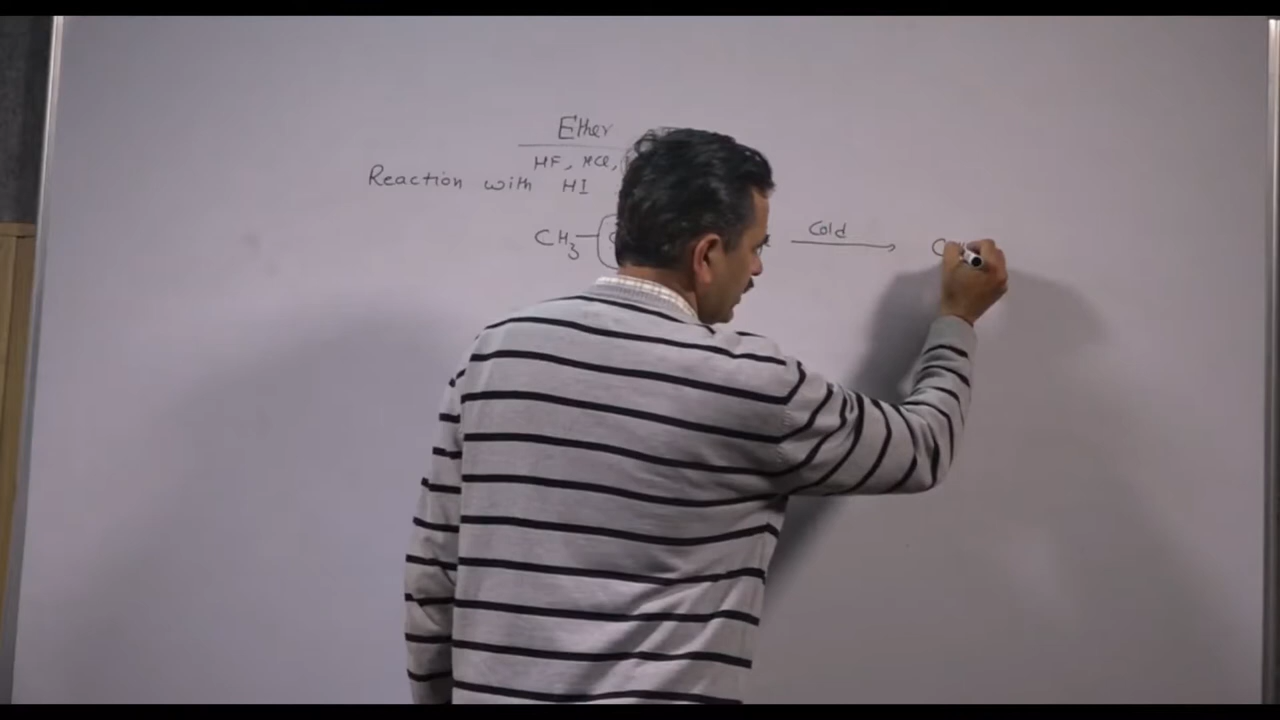 Ether
HF, HCl,
Reaction with HI
CH3— Cold